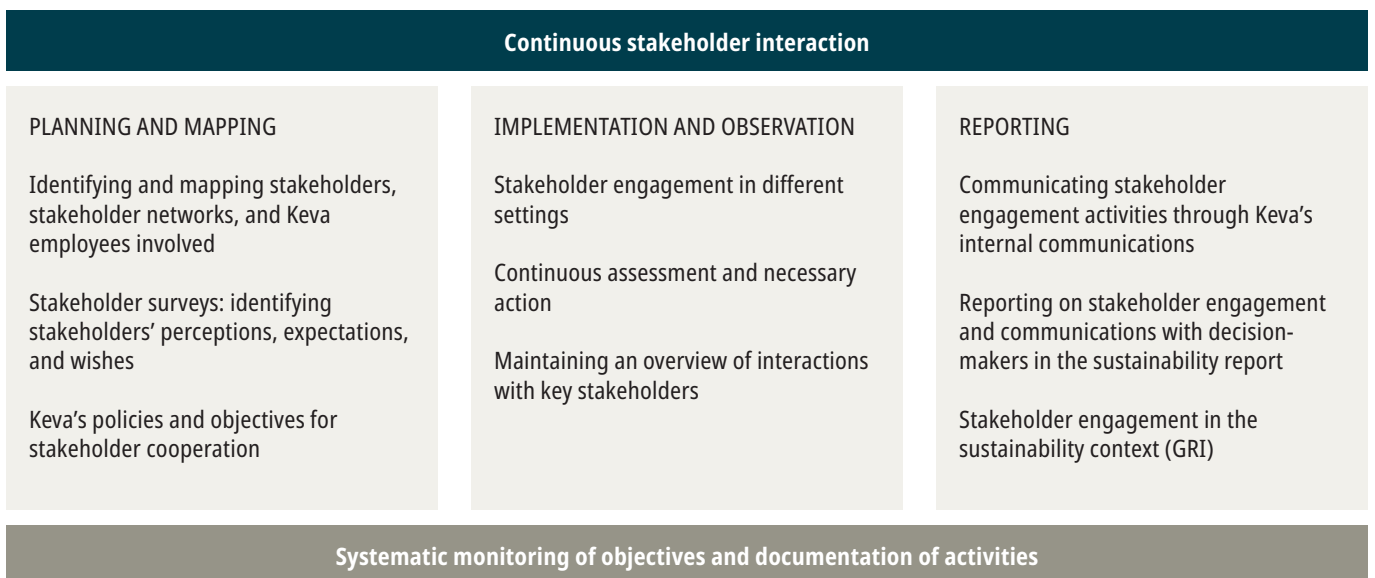 Continuous stakeholder interaction
PLANNING AND MAPPING
Identifying and mapping stakeholders,
stakeholder networks, and Keva
employees involved
Stakeholder surveys: identifying
stakeholders’ perceptions, expectations,
and wishes
Keva’s policies and objectives for
stakeholder cooperation
IMPLEMENTATION AND OBSERVATION
Stakeholder engagement in different
settings
Continuous assessment and necessary
action
Maintaining an overview of interactions
with key stakeholders
REPORTING
Communicating stakeholder
engagement activities through Keva’s
internal communications
Reporting on stakeholder engagement
and communications with decision-
makers in the sustainability report
Stakeholder engagement in the
sustainability context (GRI)
Systematic monitoring of objectives and documentation of activities